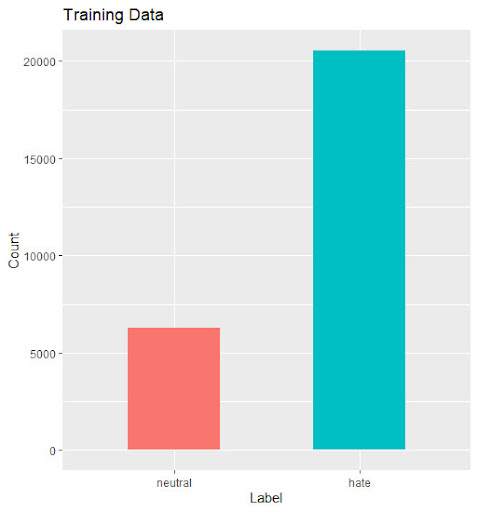 Training Data
20000
15000
10000
5000
0
Count
neutral hate
Label